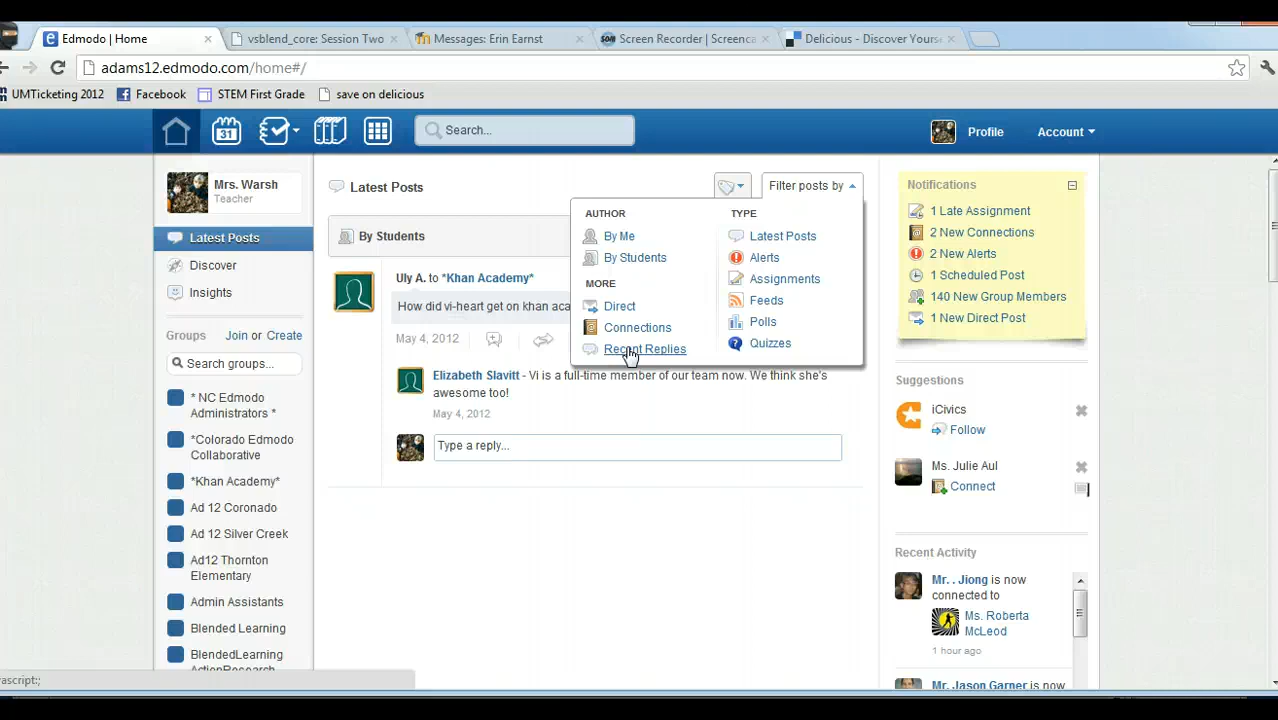 Edmodo | Home
vsblend_core: Session Two
Messages: Erin Earnst
Screen Recorder | Screenca
Delicious - Discover Yourse
adams12.edmodo.com/home#/
UMTicketing 2012
Facebook
STEM First Grade
save on delicious
31
Search...
Profile
Account
Mrs. Warsh
Teacher
Latest Posts
Discover
Insights
Groups Join or Create
Search groups...
* NC Edmodo
Administrators *
*Colorado Edmodo
Collaborative
*Khan Academy*
Ad 12 Coronado
Ad 12 Silver Creek
Ad12 Thornton
Elementary
Admin Assistants
Blended Learning
BlendedLearning
ActionResearch
Latest Posts
Filter posts by
By Students
Uly A. to *Khan Academy*
How did vi-heart get on khan aca
May 4, 2012
Elizabeth Slavitt - Vi is a full-time member of our team now. We think she's
awesome too!
May 4, 2012
Type a reply...
AUTHOR
By Me
By Students
MORE
Direct
Connections
Recent Replies
TYPE
Latest Posts
Alerts
Assignments
Feeds
Polls
Quizzes
Notifications
1 Late Assignment
2 New Connections
2 New Alerts
1 Scheduled Post
140 New Group Members
1 New Direct Post
Suggestions
iCivics
Follow
Ms. Julie Aul
Connect
Recent Activity
Mr. . Jiong is now
connected to
Ms. Roberta
McLeod
1 hour ago
Mr. Jason Garner is now
vascript:;